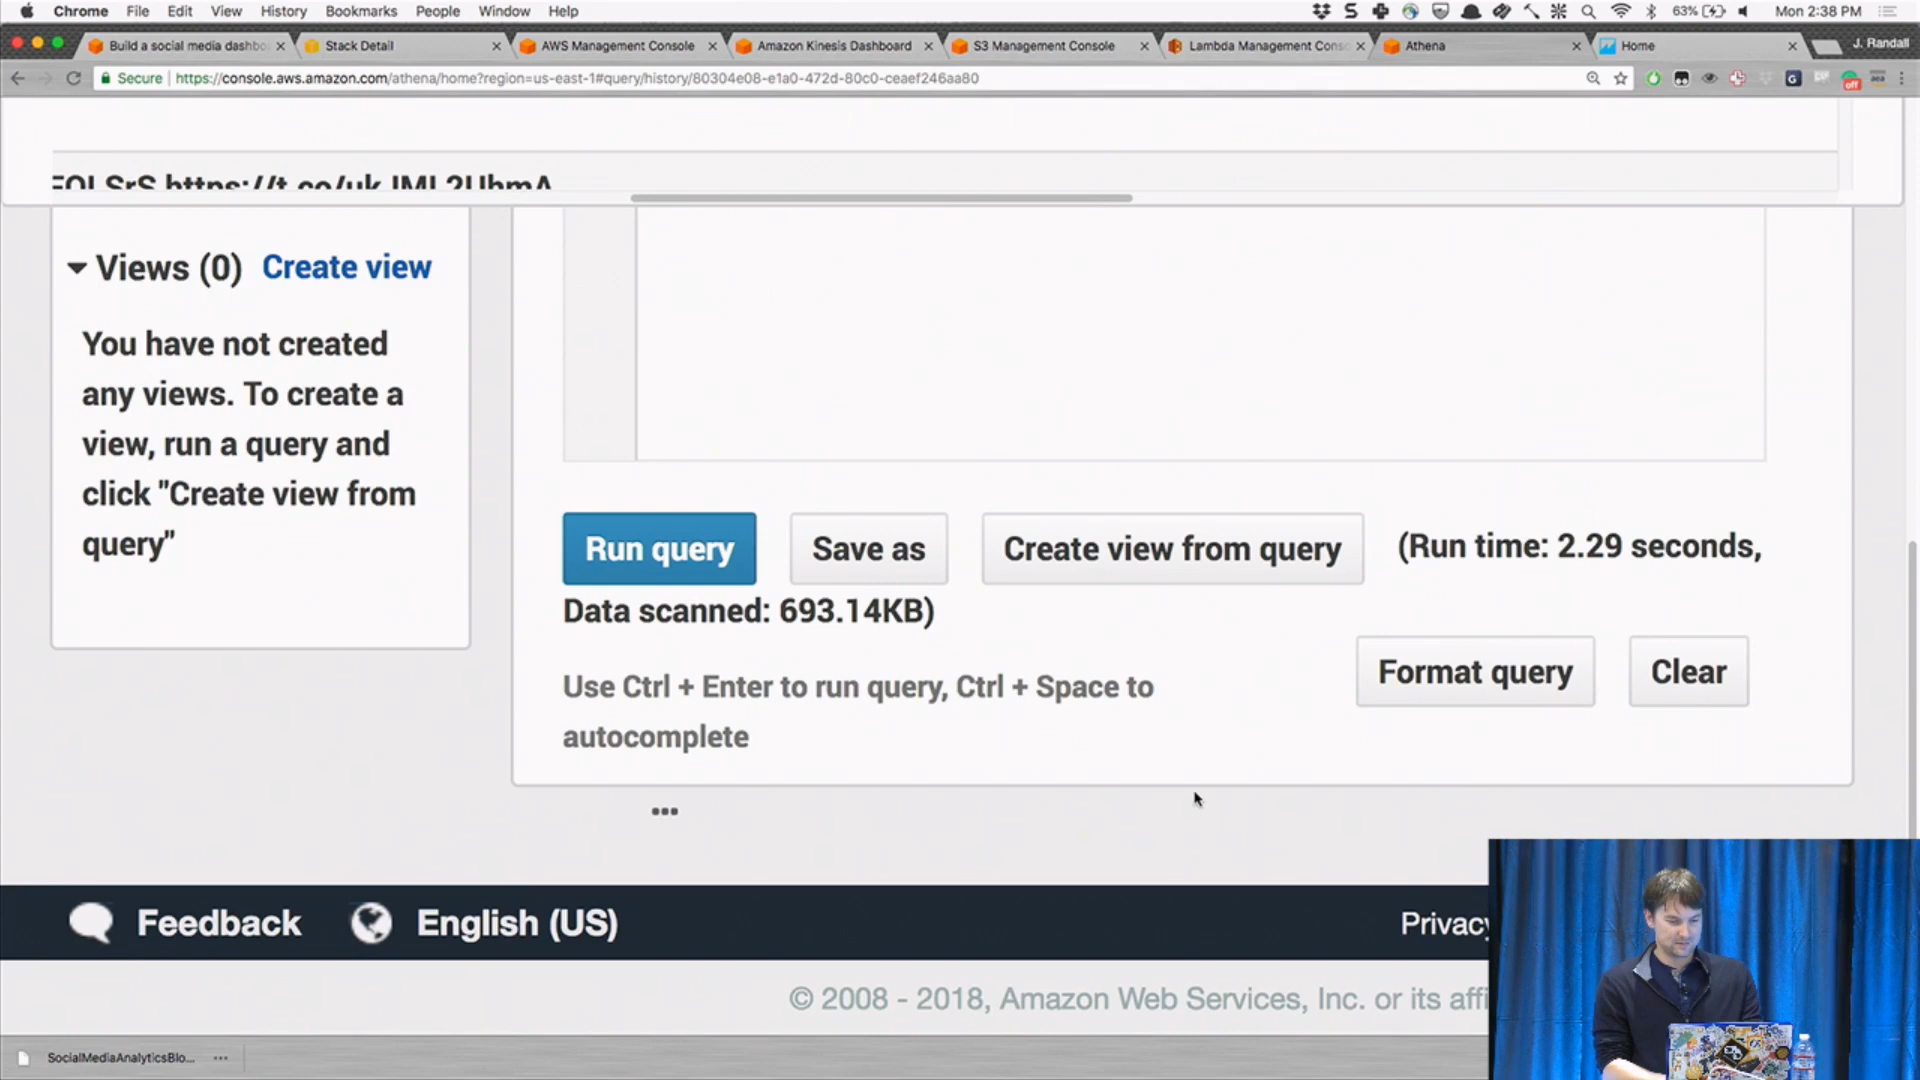 Chrome File Edit View History Bookmarks People Window Help 63% Mon 2:38 PM
Build a social media dashbo Stack Detail AWS Management Console Amazon Kinesis Dashboard S3 Management Console Lambda Management Cons Athena Home J. Randall
Secure https://console.aws.amazon.com/athena/home?region=us-east-1#query/history/80304e08-e1a0-472d-80c0-ceaef246aa80
off
Views (0) Create view
You have not created
any views. To create a
view, run a query and
click "Create view from
query"
Run query Save as Create view from query (Run time: 2.29 seconds,
Data scanned: 693.14KB)
Format query Clear
Use Ctrl + Enter to run query, Ctrl + Space to
autocomplete
•••
Feedback English (US) Privacy
© 2008 - 2018, Amazon Web Services, Inc. or its affi
SocialMediaAnalyticsBlo...